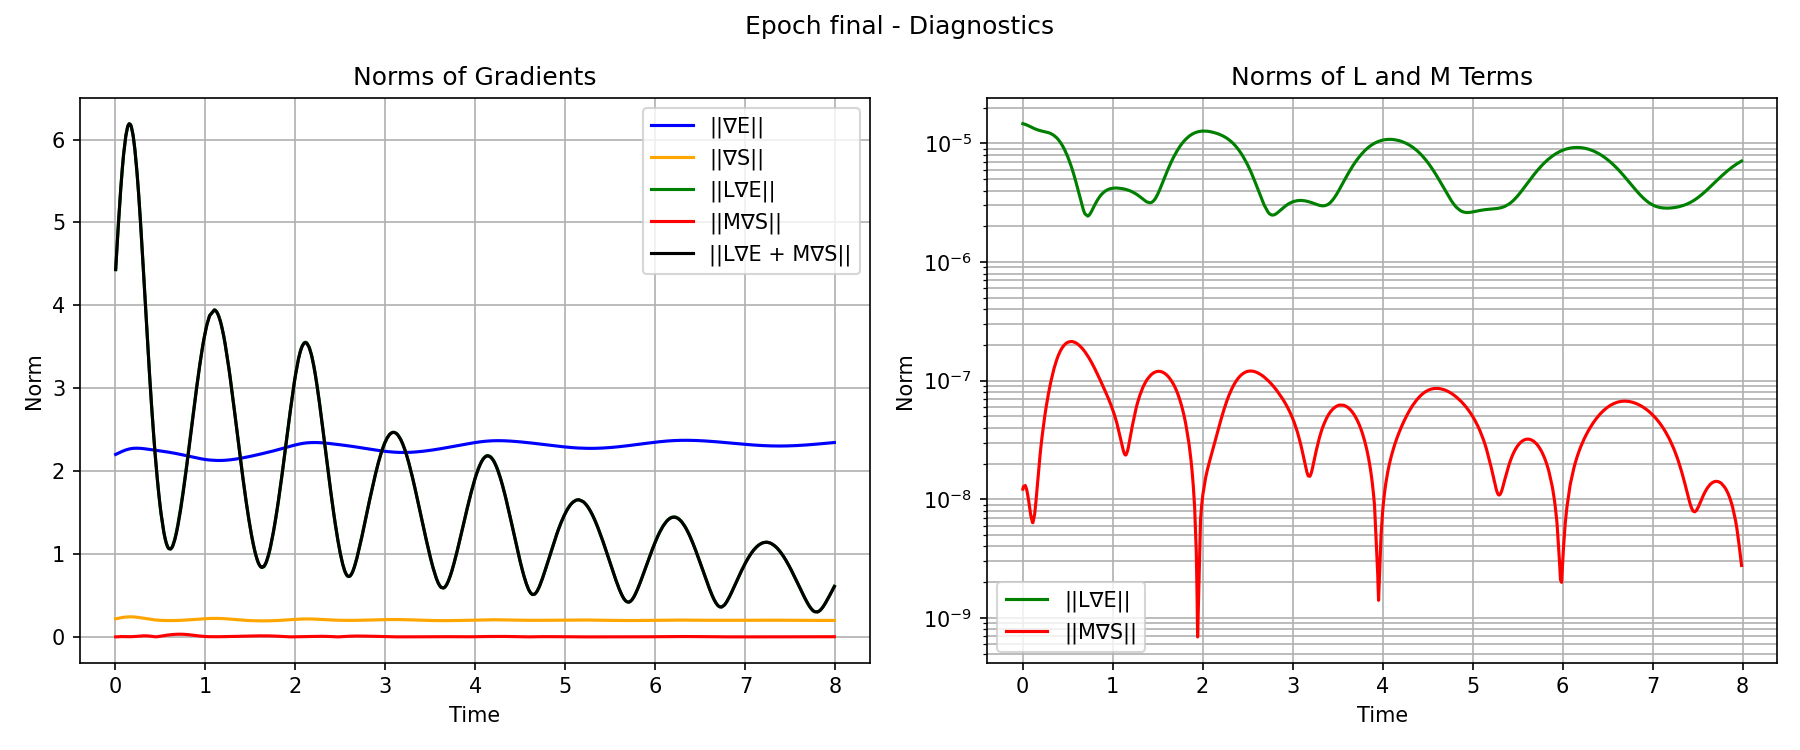 Epoch final - Diagnostics
Norms of Gradients
Norm
6
5
4
3
2
1
0
||∇E||
||∇S||
||L∇E||
||M∇S||
||L∇E + M∇S||
0 1 2 3 4 5 6 7 8
Time
Norms of L and M Terms
Norm
10⁻⁵
10⁻⁶
10⁻⁷
10⁻⁸
10⁻⁹
||L∇E||
||M∇S||
0 1 2 3 4 5 6 7 8
Time